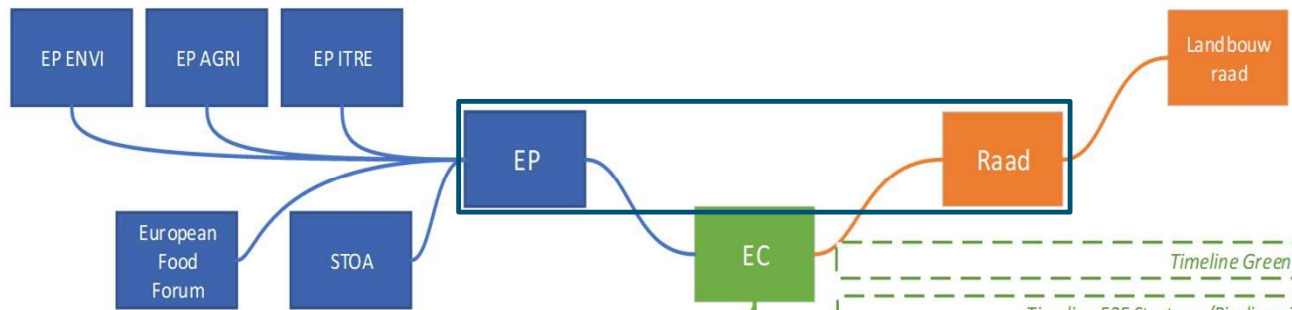 EP ENVI
EP AGRI
EP ITRE
Landbouw
raad
EP
Raad
European
Food
Forum
STOA
EC
Timeline Green